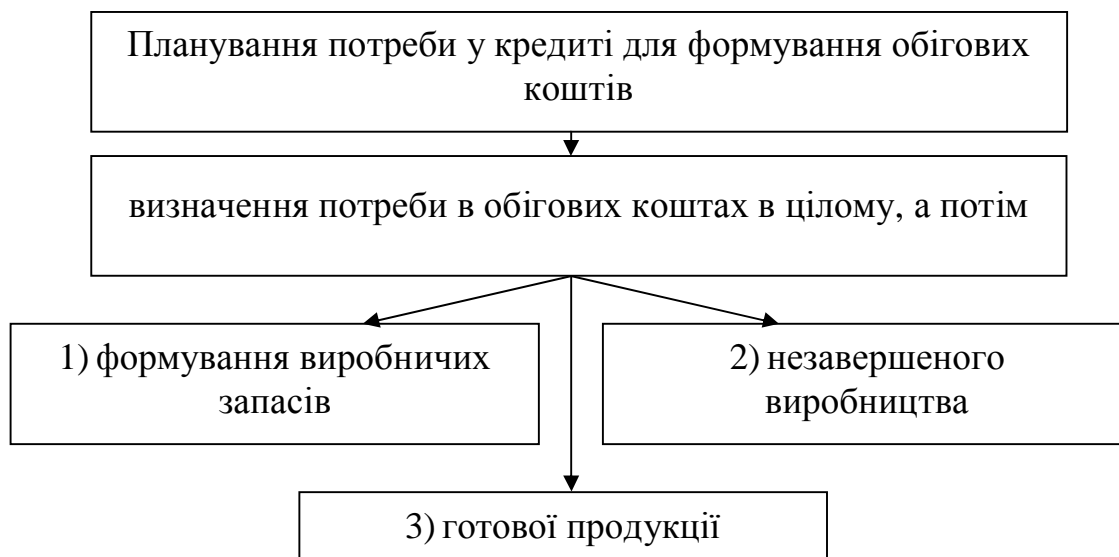 Планування потреби у кредиті для формування обігових
коштів
визначення потреби в обігових коштах в цілому, а потім
1) формування виробничих
запасів
2) незавершеного
виробництва
3) готової продукції